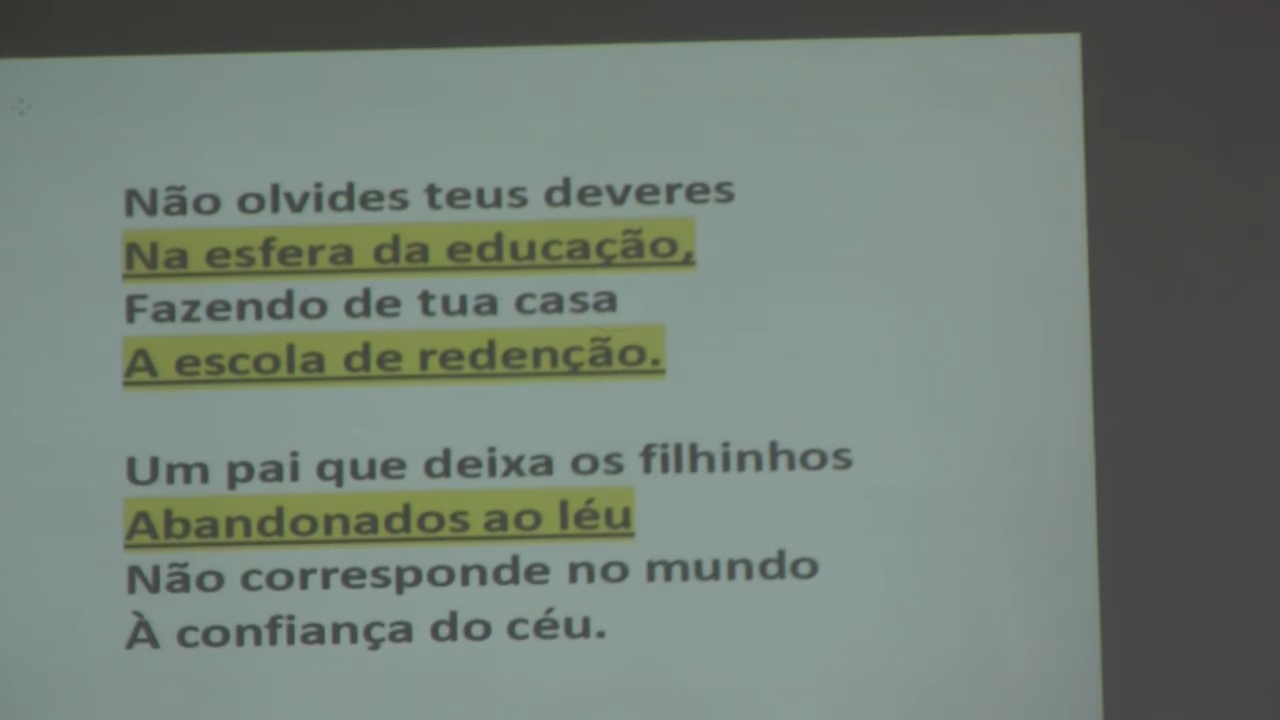 Não olvides teus deveres
Na esfera da educação,
Fazendo de tua casa
A escola de redenção.
Um pai que deixa os filhinhos
Abandonados ao léu
Não corresponde no mundo
À confiança do céu.